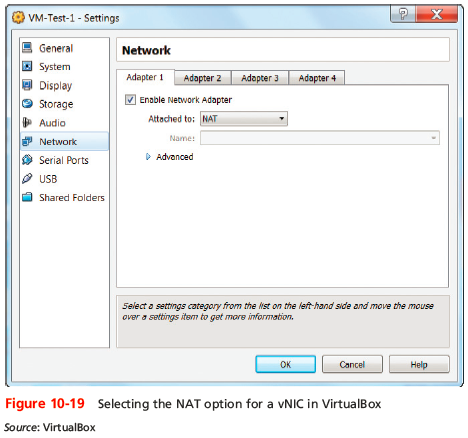 VM-Test-1 - Settings
General
System
Display
Storage
Audio
Network
Serial Ports
USB
Shared Folders
Network
Adapter 1 Adapter 2 Adapter 3 Adapter 4
Enable Network Adapter
Attached to: NAT
Name:
Advanced
Select a settings category from the list on the left-hand side and move the mouse
over a settings item to get more information.
OK Cancel Help
Figure 10-19 Selecting the NAT option for a vNIC in VirtualBox
Source: VirtualBox